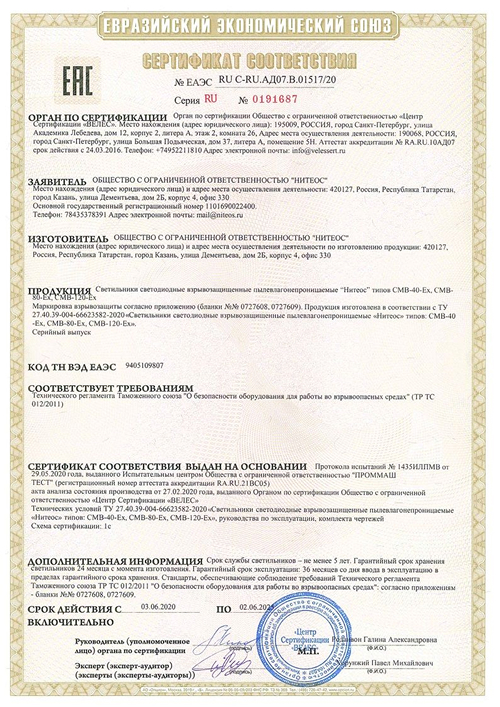 ЕВРАЗИЙСКИЙ ЭКОНОМИЧЕСКИЙ СОЮЗ
СЕРТИФИКАТ СООТВЕТСТВИЯ
EAC
№ ЕАЭС RU С-RU.АД07.В.01517/20
Серия RU № 0191687
ОРГАН ПО СЕРТИФИКАЦИИ Орган по сертификации Общество с ограниченной ответственностью «Центр
Сертификации «ВЕЛЕС». Место нахождения (адрес юридического лица): 195009, РОССИЯ, город Санкт-Петербург, улица
Академика Лебедева, дом 12, корпус 2 литера А, этаж 2, комната 26, Адрес места осуществления деятельности: 190068, РОССИЯ,
город Санкт-Петербург, улица Большая Подьяческая, дом 37, литера А, помещение 5Н. Аттестат аккредитации № RA.RU.10АД07
срок действия с 24.03.2016. Телефон: +74952211810 Адрес электронной почты: info@velessert.ru
ЗАЯВИТЕЛЬ ОБЩЕСТВО С ОГРАНИЧЕННОЙ ОТВЕТСТВЕННОСТЬЮ "НИТЕОС"
Место нахождения (адрес юридического лица) и адрес места осуществления деятельности: 420127, Россия, Республика Татарстан,
город Казань, улица Дементьева, дом 2Б, корпус 4, офис 330
Основной государственный регистрационный номер 1101690022400.
Телефон: 78435378391 Адрес электронной почты: mail@niteos.ru
ИЗГОТОВИТЕЛЬ ОБЩЕСТВО С ОГРАНИЧЕННОЙ ОТВЕТСТВЕННОСТЬЮ "НИТЕОС"
Место нахождения (адрес юридического лица) и адрес места осуществления деятельности по изготовлению продукции: 420127,
Россия, Республика Татарстан, город Казань, улица Дементьева, дом 2Б, корпус 4, офис 330
ПРОДУКЦИЯ Светильники светодиодные взрывозащищенные пылевлагонепроницаемые "Нитеос" типов СМВ-40-Ex, СМВ-
80-Ex, СМВ-120-Ex
Маркировка взрывозащиты согласно приложению (бланки №№ 0727608, 0727609). Продукция изготовлена в соответствии с ТУ
27.40.39-004-66623582-2020 «Светильники светодиодные взрывозащищенные пылевлагонепроницаемые «Нитеос» типов: СМВ-40
-Ex, СМВ-80-Ex, СМВ-120-Ex».
Серийный выпуск
КОД ТН ВЭД ЕАЭС 9405109807
СООТВЕТСТВУЕТ ТРЕБОВАНИЯМ
Технического регламента Таможенного союза "О безопасности оборудования для работы во взрывоопасных средах" (ТР ТС
012/2011)
СЕРТИФИКАТ СООТВЕТСТВИЯ ВЫДАН НА ОСНОВАНИИ Протокола испытаний № 1435ИЛПМВ от
29.05.2020 года, выданного Испытательным центром Общества с ограниченной ответственностью "ПРОММАШ
ТЕСТ" (регистрационный номер аттестата аккредитации RA.RU.21ВС05)
акта анализа состояния производства от 27.02.2020 года, выданного Органом по сертификации Общество с ограниченной
ответственностью «Центр Сертификации «ВЕЛЕС»
Технических условий ТУ 27.40.39-004-66623582-2020 «Светильники светодиодные взрывозащищенные пылевлагонепроницаемые
«Нитеос» типов: СМВ-40-Ex, СМВ-80-Ex, СМВ-120-Ex», руководства по эксплуатации, комплекта чертежей
Схема сертификации: 1с
ДОПОЛНИТЕЛЬНАЯ ИНФОРМАЦИЯ Срок службы светильников – не менее 5 лет. Гарантийный срок хранения
светильников 24 месяца с момента изготовления. Гарантийный срок эксплуатации: 36 месяцев со дня ввода в эксплуатацию в
пределах гарантийного срока хранения. Стандарты, обеспечивающие соблюдение требований Технического регламента
Таможенного союза ТР ТС 012/2011 "О безопасности оборудования для работы во взрывоопасных средах": согласно приложениям
- бланки №№ 0727608, 0727609.
СРОК ДЕЙСТВИЯ С 03.06.2020 ПО 02.06.2025
ВКЛЮЧИТЕЛЬНО
Руководитель (уполномоченное
лицо) органа по сертификации
Галина Александровна
(Ф.И.О.)
«Центр
Сертификации
«ВЕЛЕС»
М.П.
Эксперт (эксперт-аудитор)
(эксперты (эксперты-аудиторы))
Павел Михайлович
(Ф.И.О.)